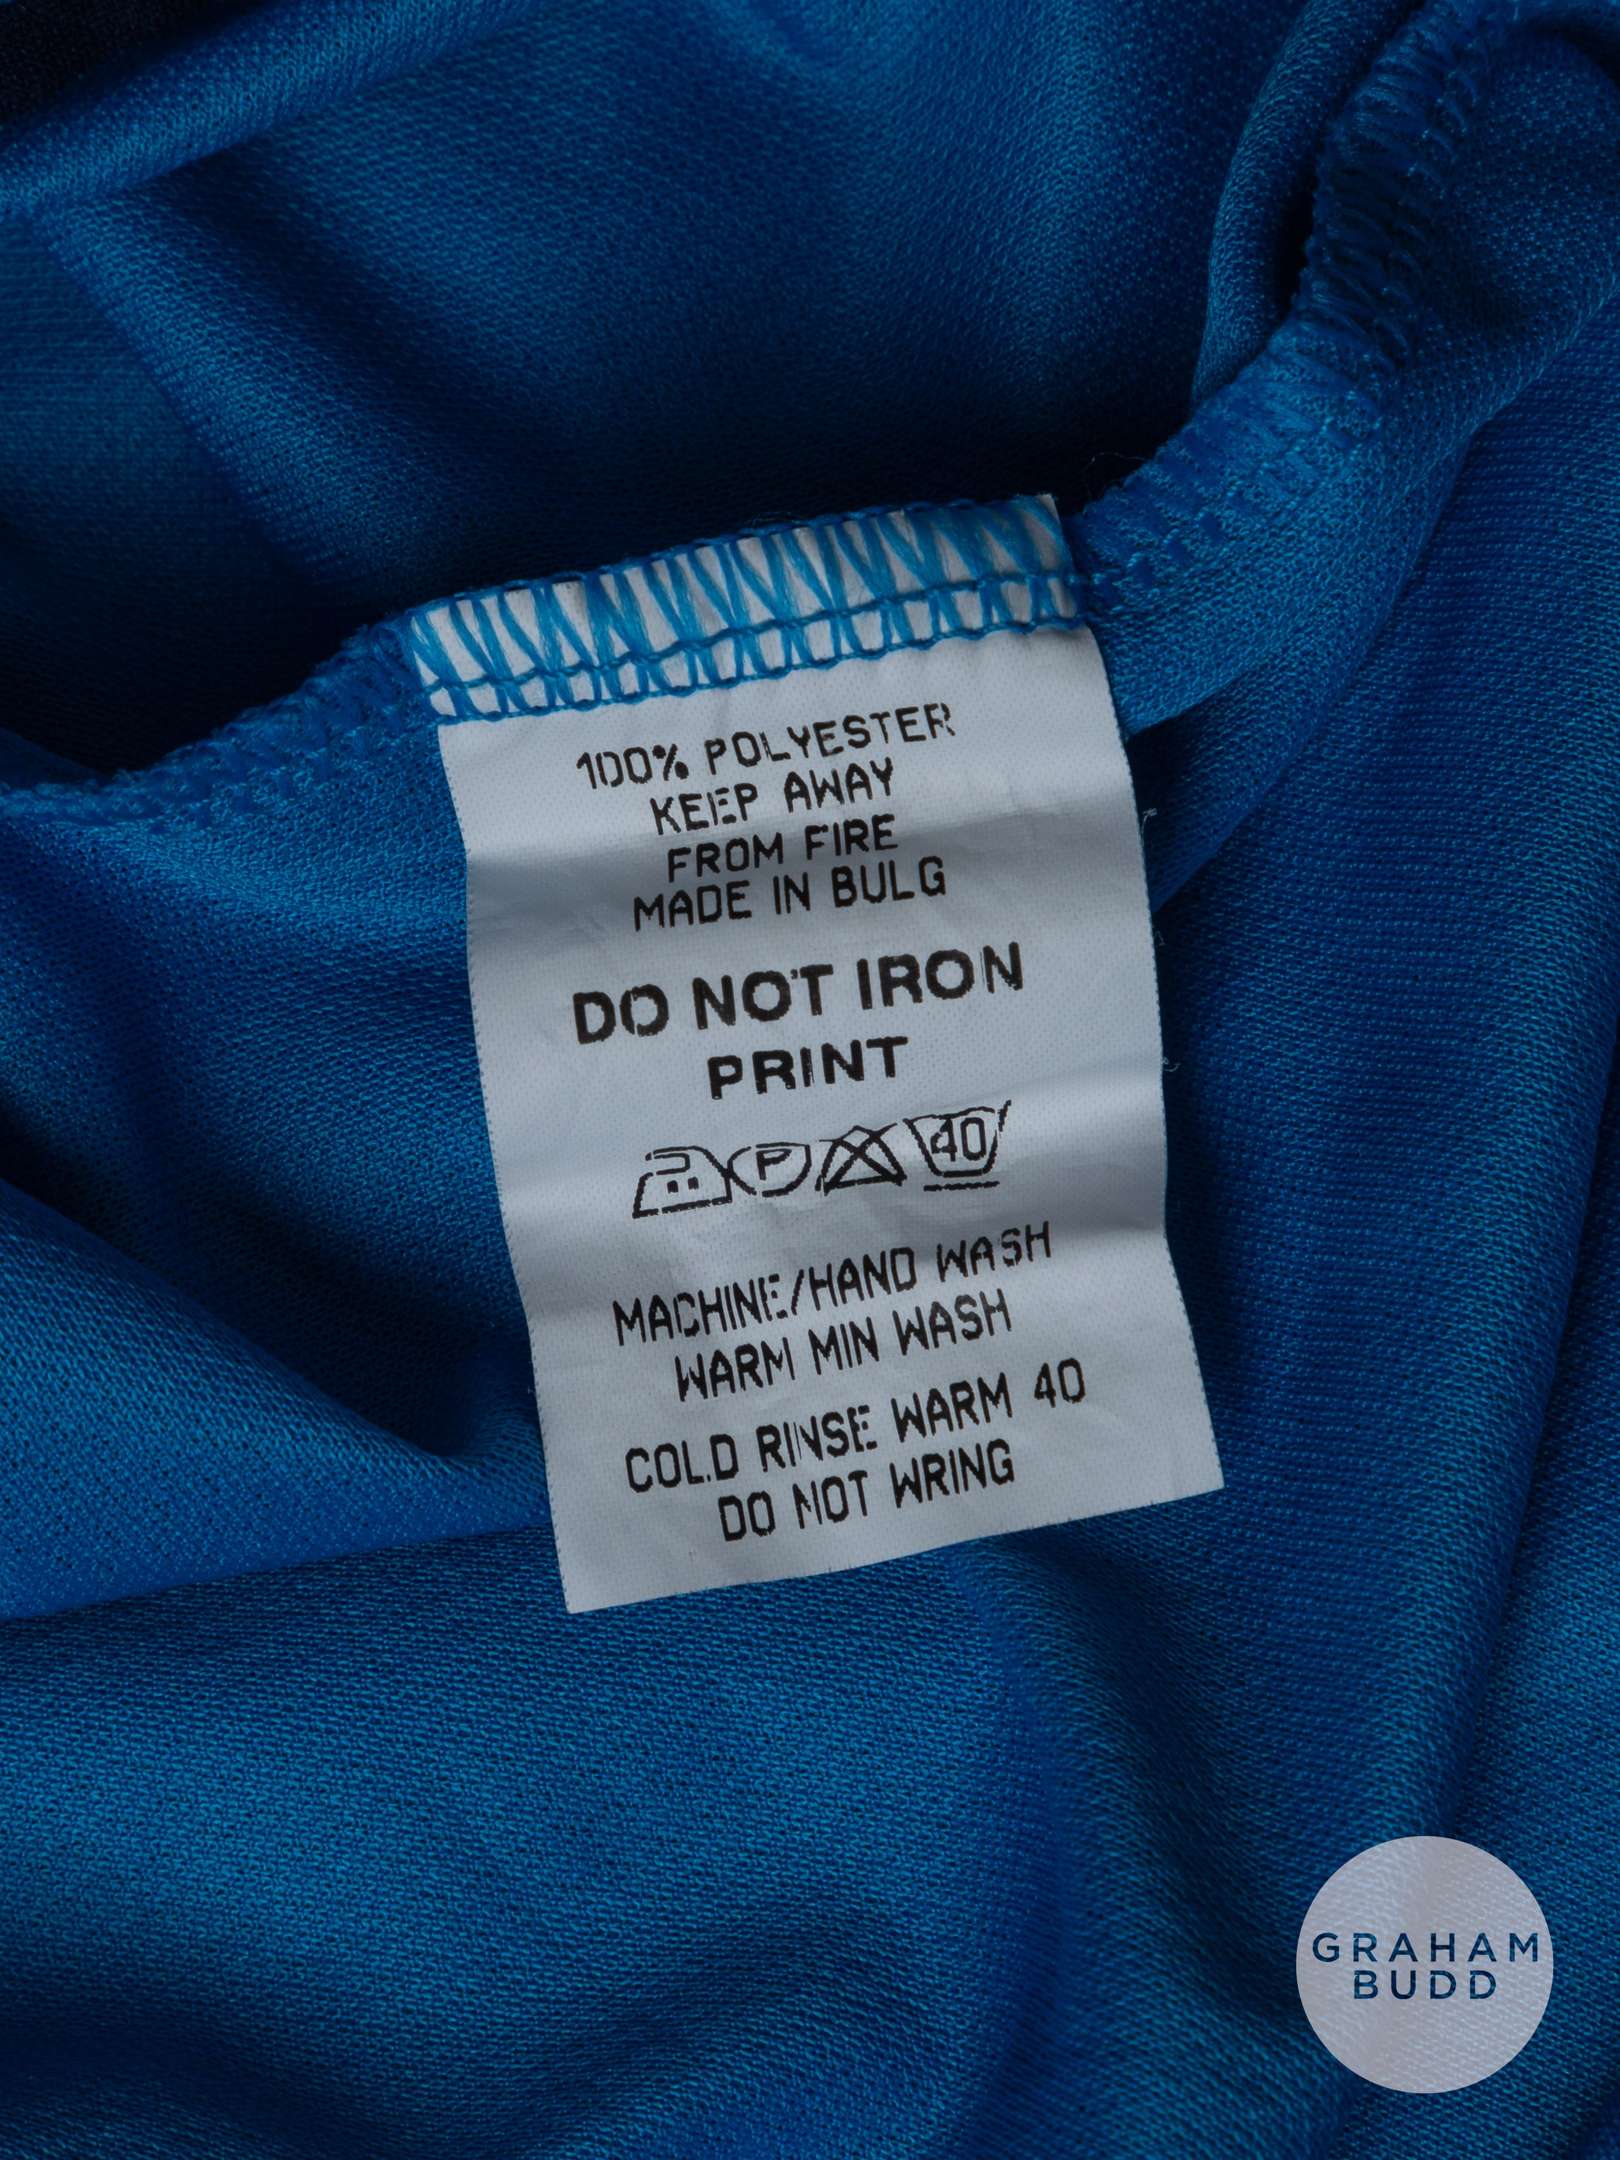 100% POLYESTER
KEEP AWAY
FROM FIRE
MADE IN BULG
DO NOT IRON
PRINT
P 40
MACHINE/HAND WASH
WARM MIN WASH
COLD RINSE WARM 40
DO NOT WRING
GRAHAM
BUDD